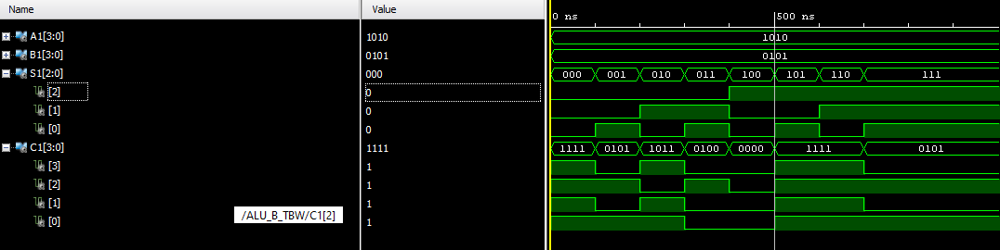 Name Value 0 ns 500 ns
A1[3:0] 1010 1010
B1[3:0] 0101 0101
S1[2:0] 000 000 001 010 011 100 101 110 111
[2] 0
[1] 0
[0] 0
C1[3:0] 1111 1111 0101 1011 0100 0000 1111 0101
[3] 1
[2] 1
[1] 1
/ALU_B_TBW/C1[2]
[0] 1